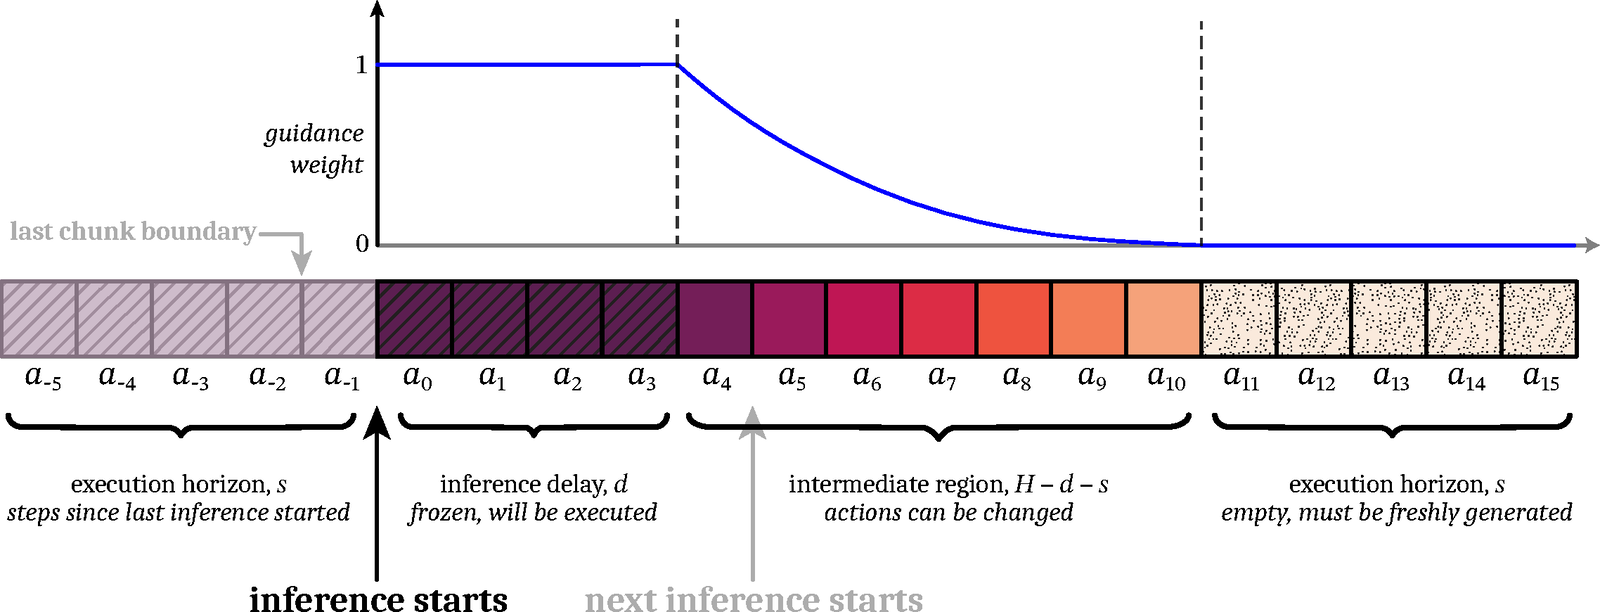 1
guidance
weight
last chunk boundary
0
a-5 a-4 a-3 a-2 a-1 a0 a1 a2 a3 a4 a5 a6 a7 a8 a9 a10 a11 a12 a13 a14 a15
execution horizon, s
steps since last inference started
inference delay, d
frozen, will be executed
intermediate region, H – d – s
actions can be changed
execution horizon, s
empty, must be freshly generated
inference starts
next inference starts